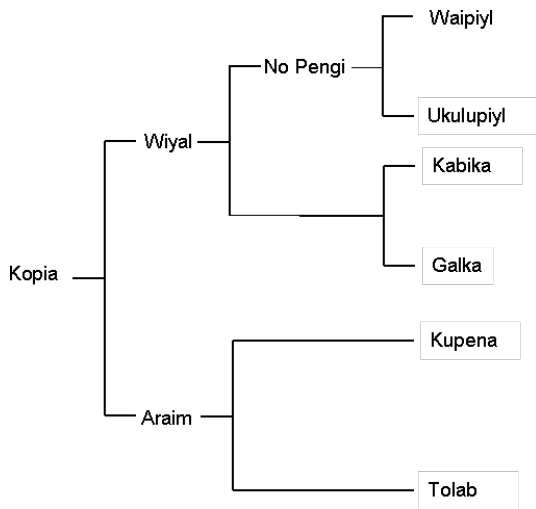 Waipiyl
No Pengi
Ukulupiyl
Wiyal
Kabika
Galka
Kopia
Kupena
Araim
Tolab